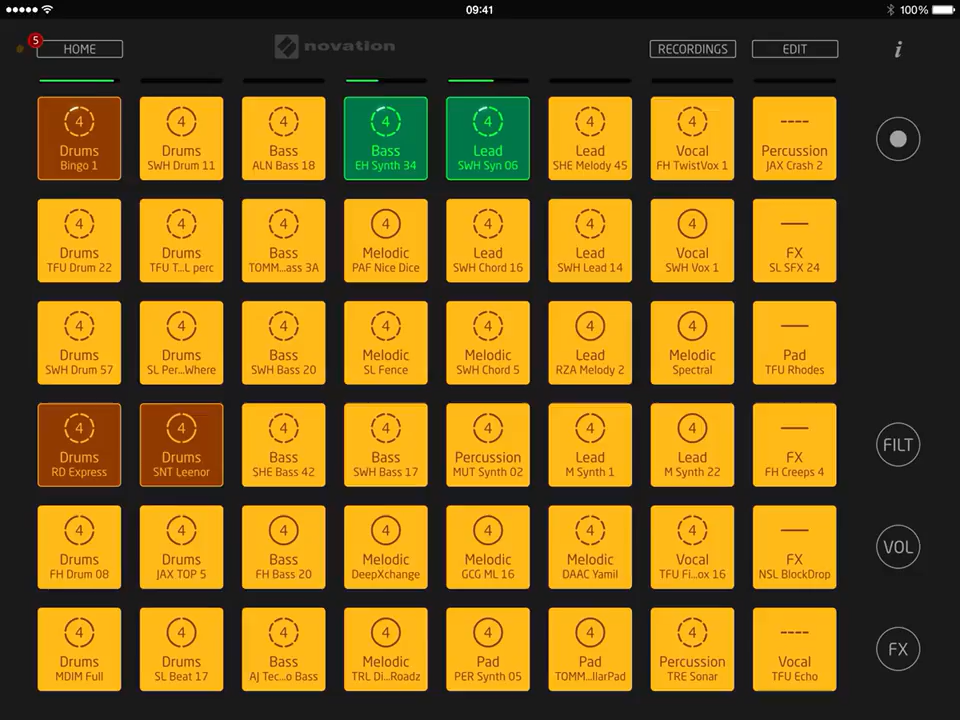 09:41
100%
5
HOME
novation
RECORDINGS
EDIT
i
4 4 4 4 4 4 4
Drums Drums Bass Bass Lead Lead Vocal Percussion
Bingo 1 SWH Drum 11 ALN Bass 18 EH Synth 34 SWH Syn 06 SHE Melody 45 FH TwistVox 1 JAX Crash 2
4 4 4 4 4 4 4
Drums Drums Bass Melodic Lead Lead Vocal FX
TFU Drum 22 TFU T...L perc TOMM...ass 3A PAF Nice Dice SWH Chord 16 SWH Lead 14 SWH Vox 1 SL SFX 24
4 4 4 4 4 4 4
Drums Drums Bass Melodic Melodic Lead Melodic Pad
SWH Drum 57 SL Per...Where SWH Bass 20 SL Fence SWH Chord 5 RZA Melody 2 Spectral TFU Rhodes
4 4 4 4 4 4 4
Drums Drums Bass Bass Percussion Lead Lead FX
RD Express SNT Leenor SHE Bass 42 SWH Bass 17 MUT Synth 02 M Synth 1 M Synth 22 FH Creeps 4
FILT
4 4 4 4 4 4 4
Drums Drums Bass Melodic Melodic Melodic Vocal FX
FH Drum 08 JAX TOP 5 FH Bass 20 DeepXchange GCG ML 16 DAAC Yamil TFU Fi...ox 16 NSL BlockDrop
VOL
4 4 4 4 4 4 4
Drums Drums Bass Melodic Pad Pad Percussion Vocal
MDIM Full SL Beat 17 AJ Tec...o Bass TRL Di...Roadz PER Synth 05 TOMM...llarPad TRE Sonar TFU Echo
FX